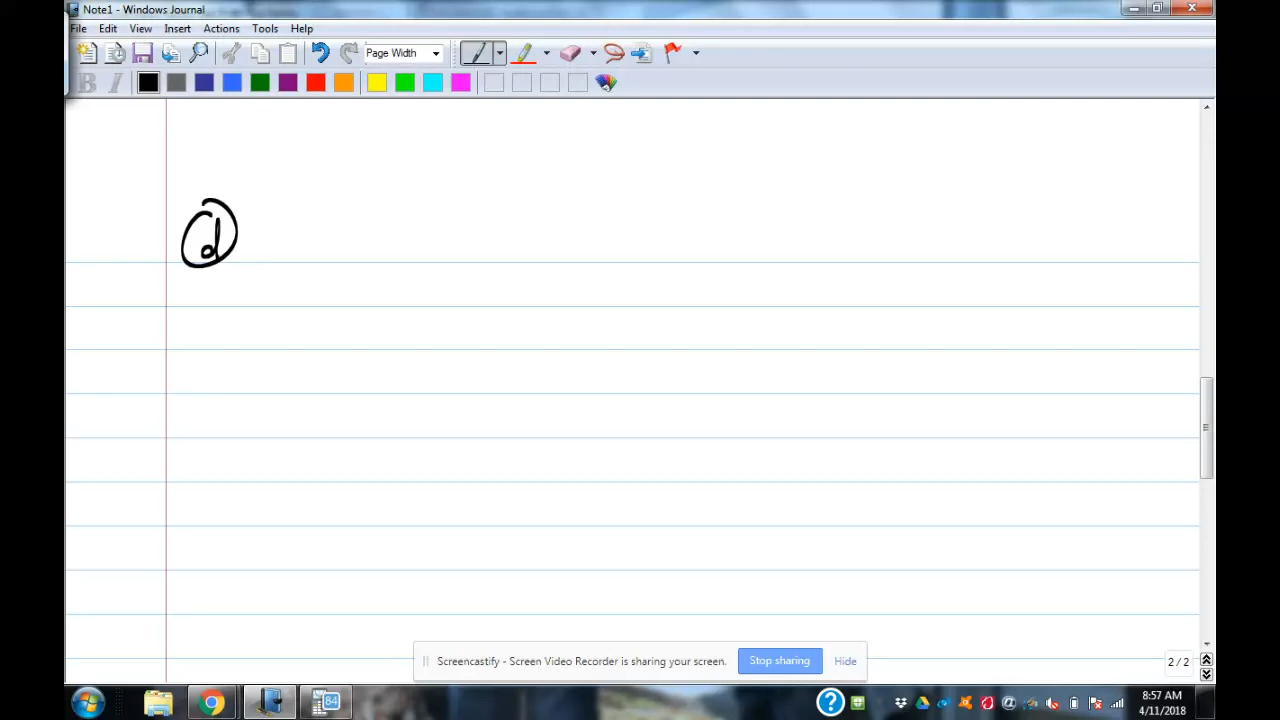 Note1 - Windows Journal
File Edit View Insert Actions Tools Help
Page Width
B I
d
Screencastify - Screen Video Recorder is sharing your screen. Stop sharing Hide
2 / 2
84
8:57 AM
4/11/2018